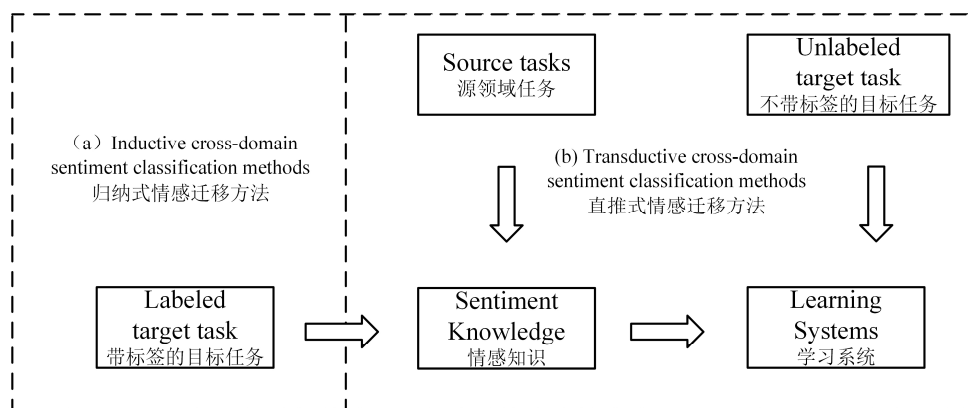 Source tasks
源领域任务
Unlabeled
target task
不带标签的目标任务
（a）Inductive cross-domain
sentiment classification methods
归纳式情感迁移方法
(b) Transductive cross-domain
sentiment classification methods
直推式情感迁移方法
Labeled
target task
带标签的目标任务
Sentiment
Knowledge
情感知识
Learning
Systems
学习系统